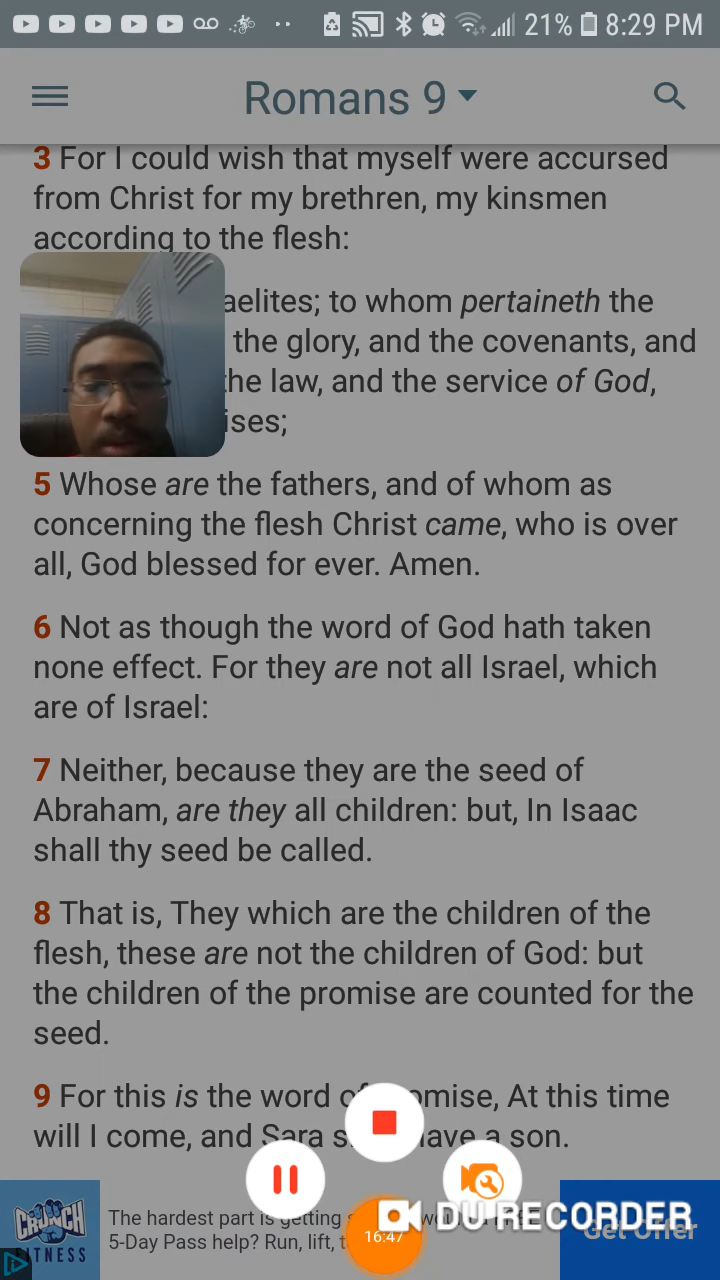 21% 8:29 PM
Romans 9
3 For I could wish that myself were accursed
from Christ for my brethren, my kinsmen
according to the flesh:
aelites; to whom pertaineth the
the glory, and the covenants, and
the law, and the service of God,
ises;
5 Whose are the fathers, and of whom as
concerning the flesh Christ came, who is over
all, God blessed for ever. Amen.
6 Not as though the word of God hath taken
none effect. For they are not all Israel, which
are of Israel:
7 Neither, because they are the seed of
Abraham, are they all children: but, In Isaac
shall thy seed be called.
8 That is, They which are the children of the
flesh, these are not the children of God: but
the children of the promise are counted for the
seed.
9 For this is the word of promise, At this time
will I come, and Sara have a son.
CRUNCH
FITNESS
The hardest part is getting
5-Day Pass help? Run, lift,
16:47
DU RECORDER
Get Offer